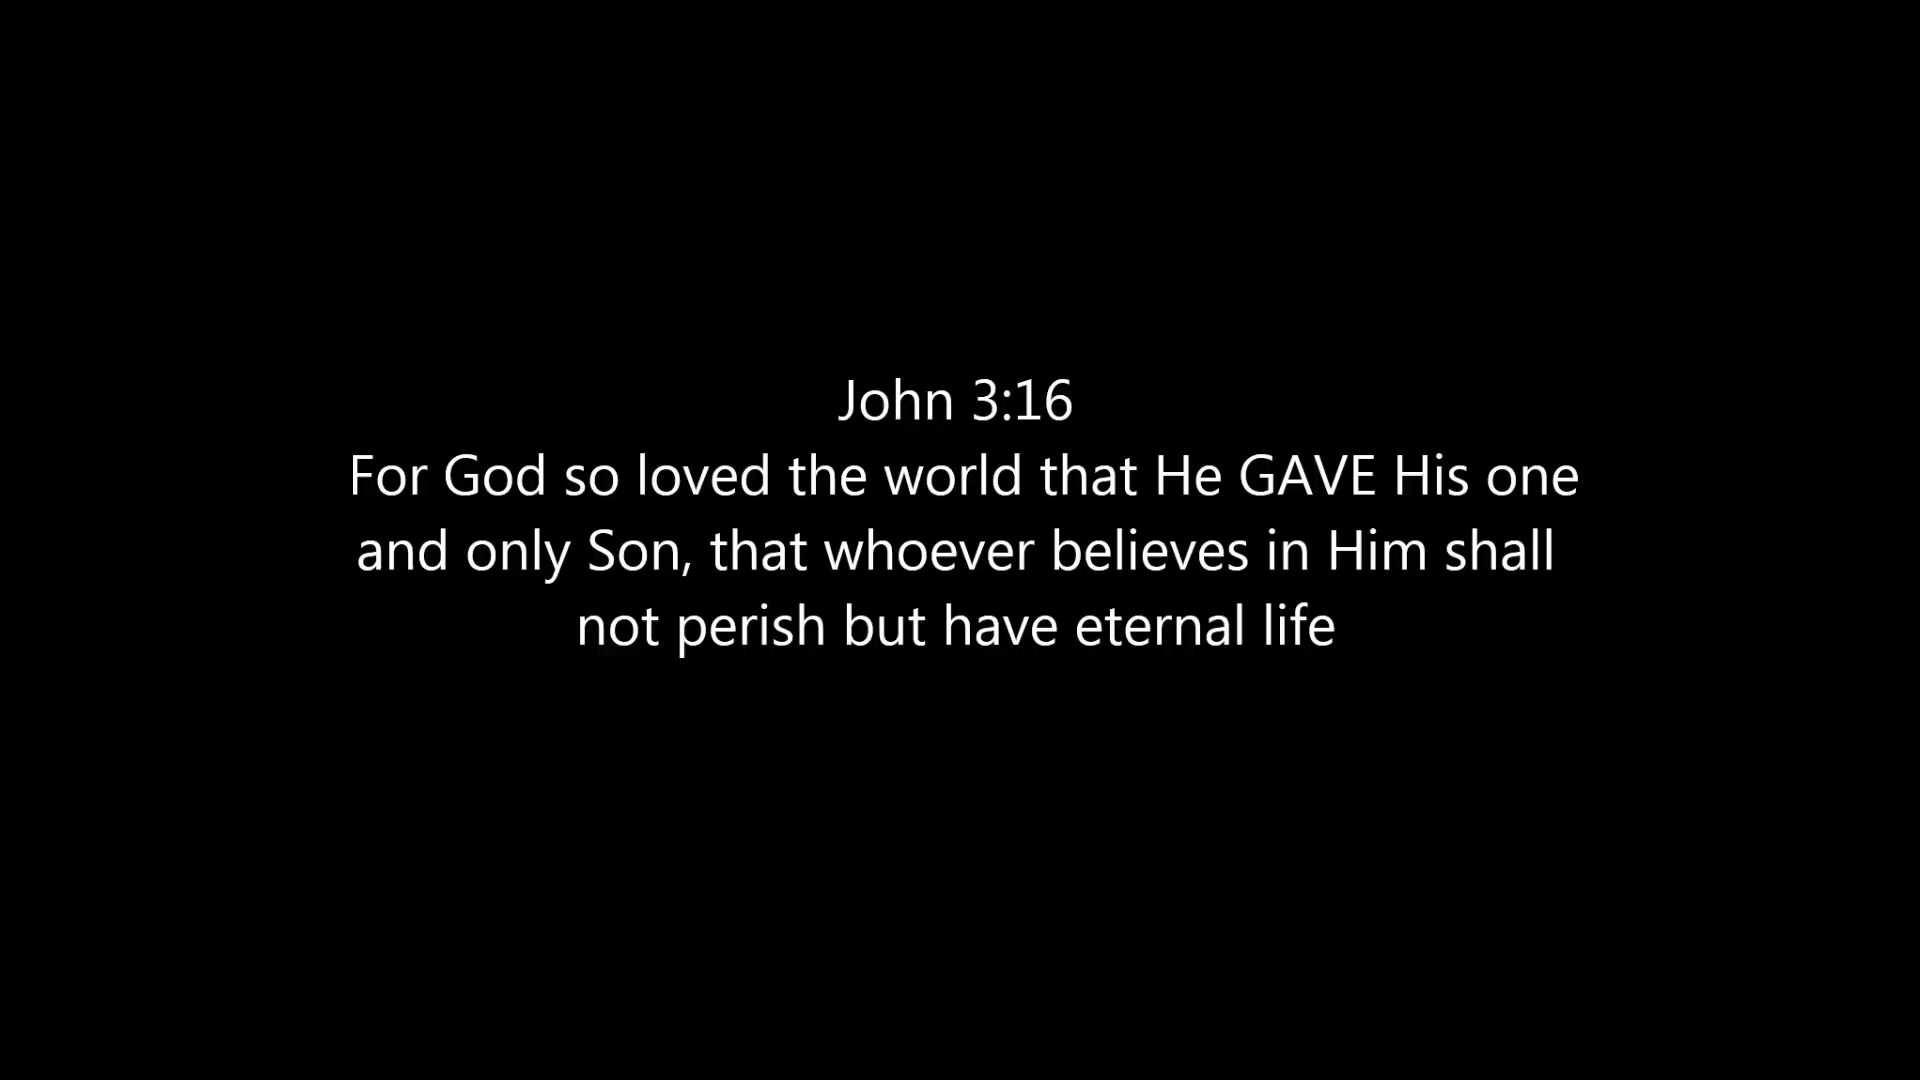 John 3:16
For God so loved the world that He GAVE His one
and only Son, that whoever believes in Him shall
not perish but have eternal life